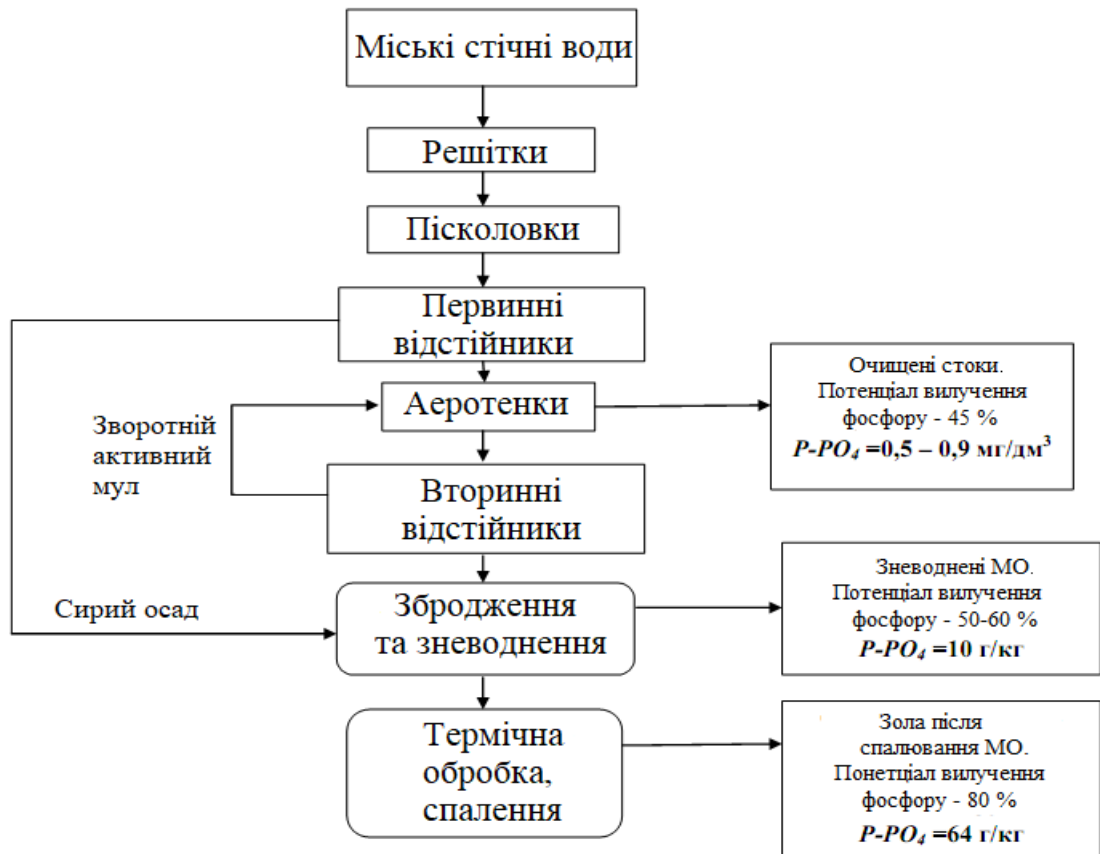 Міські стічні води
Решітки
Пісколовки
Первинні
відстійники
Аеротенки
Очищені стоки.
Потенціал вилучення
фосфору - 45 %
P-PO₄ =0,5 – 0,9 мг/дм³
Зворотній
активний
мул
Вторинні
відстійники
Сирий осад
Збродження
та зневоднення
Зневоднені МО.
Потенціал вилучення
фосфору - 50-60 %
P-PO₄ =10 г/кг
Термічна
обробка,
спалення
Зола після
спалювання МО.
Понетціал вилучення
фосфору - 80 %
P-PO₄ =64 г/кг